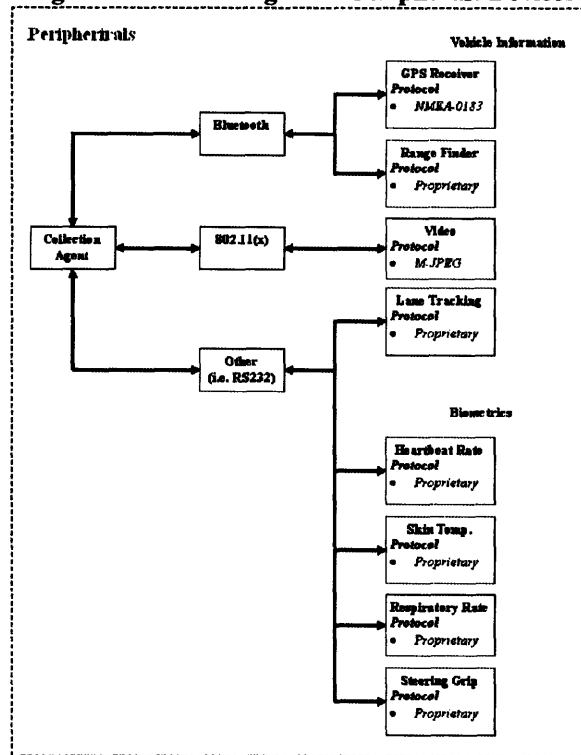 Peripherals
Vehicle Information
GPS Receiver
Protocol
• NMEA-0183
Bluetooth
Range Finder
Protocol
• Proprietary
Collection
Agent
802.11(x)
Video
Protocol
• M-JPEG
Lane Tracking
Protocol
• Proprietary
Other
(i.e. RS232)
Biometrics
Heartbeat Rate
Protocol
• Proprietary
Skin Temp.
Protocol
• Proprietary
Respiratory Rate
Protocol
• Proprietary
Steering Grip
Protocol
• Proprietary